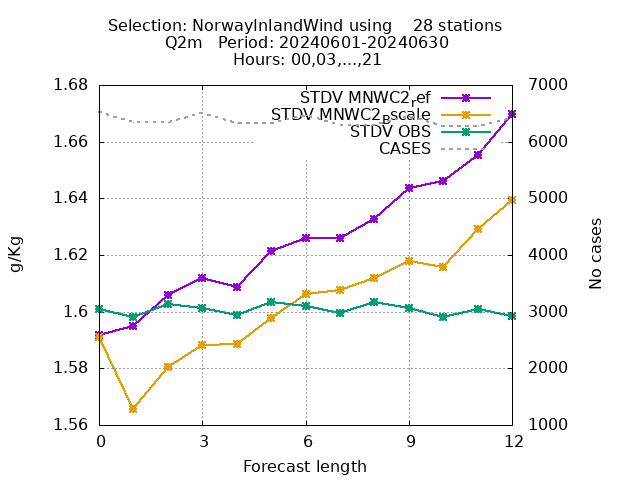 Selection: NorwayInlandWind using    28 stations
Q2m   Period: 20240601-20240630
Hours: 00,03,...,21
1.68
7000
STDV MNWC2_ref
STDV MNWC2_Bscale
STDV OBS
CASES
1.66
6000
1.64
5000
1.62
4000
1.6
3000
1.58
2000
1.56
1000
g/Kg
No cases
0 3 6 9 12
Forecast length